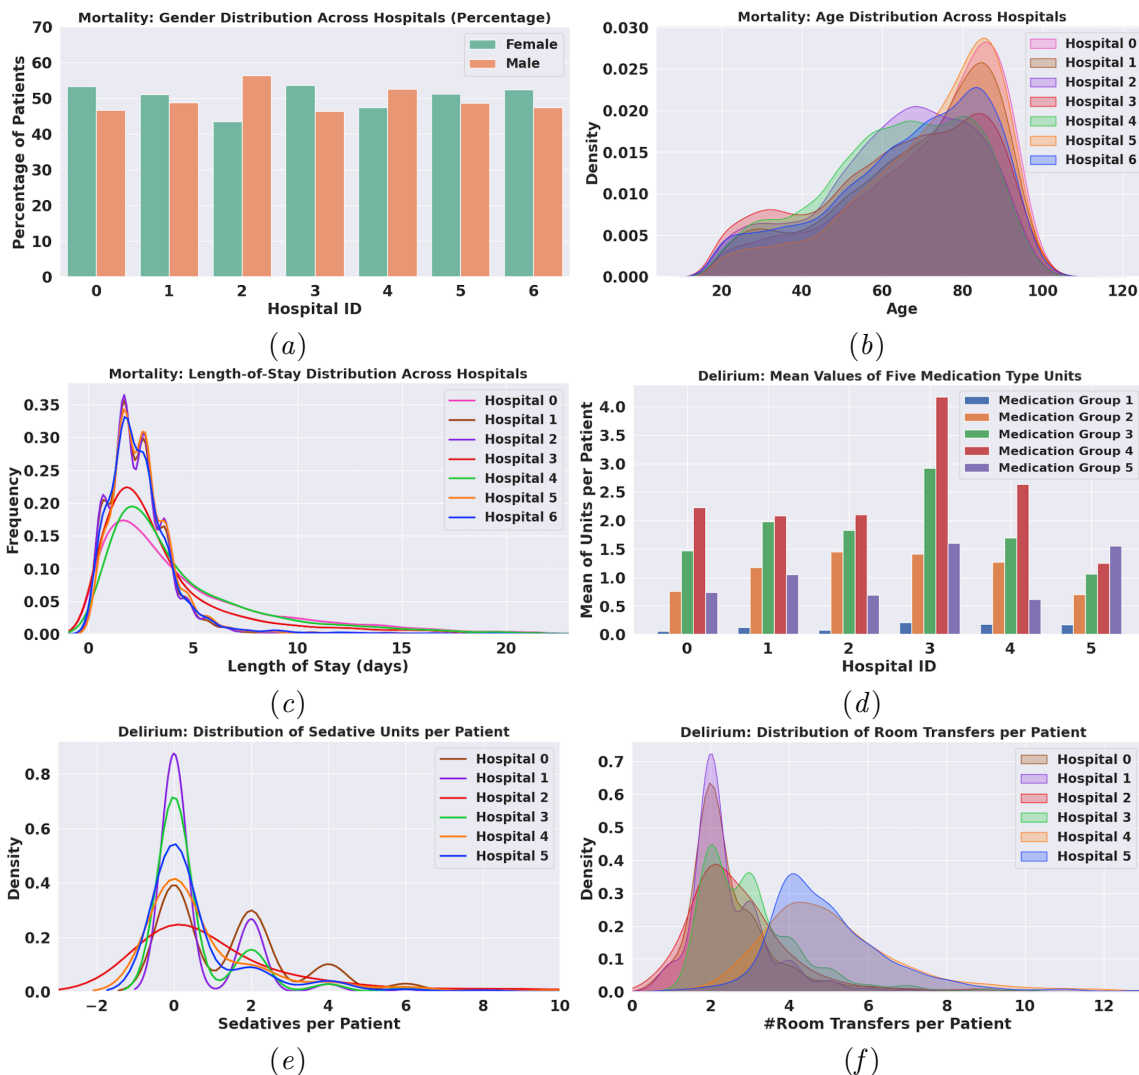 Mortality: Gender Distribution Across Hospitals (Percentage)
Percentage of Patients
70
60
50
40
30
20
10
0
Female
Male
0 1 2 3 4 5 6
Hospital ID
(a)
Mortality: Age Distribution Across Hospitals
Density
0.030
0.025
0.020
0.015
0.010
0.005
0.000
Hospital 0
Hospital 1
Hospital 2
Hospital 3
Hospital 4
Hospital 5
Hospital 6
20 40 60 80 100 120
Age
(b)
Mortality: Length-of-Stay Distribution Across Hospitals
Frequency
0.35
0.30
0.25
0.20
0.15
0.10
0.05
0.00
Hospital 0
Hospital 1
Hospital 2
Hospital 3
Hospital 4
Hospital 5
Hospital 6
0 5 10 15 20
Length of Stay (days)
(c)
Delirium: Mean Values of Five Medication Type Units
Mean of Units per Patient
4.0
3.5
3.0
2.5
2.0
1.5
1.0
0.5
0.0
Medication Group 1
Medication Group 2
Medication Group 3
Medication Group 4
Medication Group 5
0 1 2 3 4 5
Hospital ID
(d)
Delirium: Distribution of Sedative Units per Patient
Density
0.8
0.6
0.4
0.2
0.0
Hospital 0
Hospital 1
Hospital 2
Hospital 3
Hospital 4
Hospital 5
−2 0 2 4 6 8 10
Sedatives per Patient
(e)
Delirium: Distribution of Room Transfers per Patient
Density
0.7
0.6
0.5
0.4
0.3
0.2
0.1
0.0
Hospital 0
Hospital 1
Hospital 2
Hospital 3
Hospital 4
Hospital 5
0 2 4 6 8 10 12
#Room Transfers per Patient
(f)